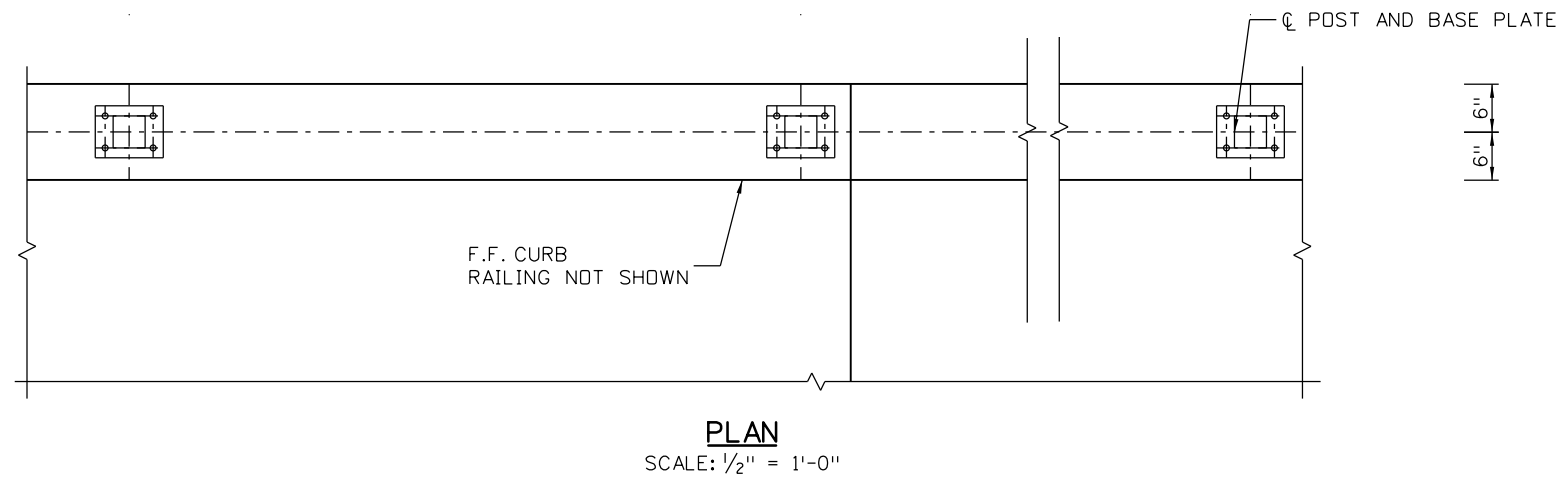 ℄ POST AND BASE PLATE
6"
6"
F.F. CURB
RAILING NOT SHOWN
PLAN
SCALE: 1/2" = 1'-0"